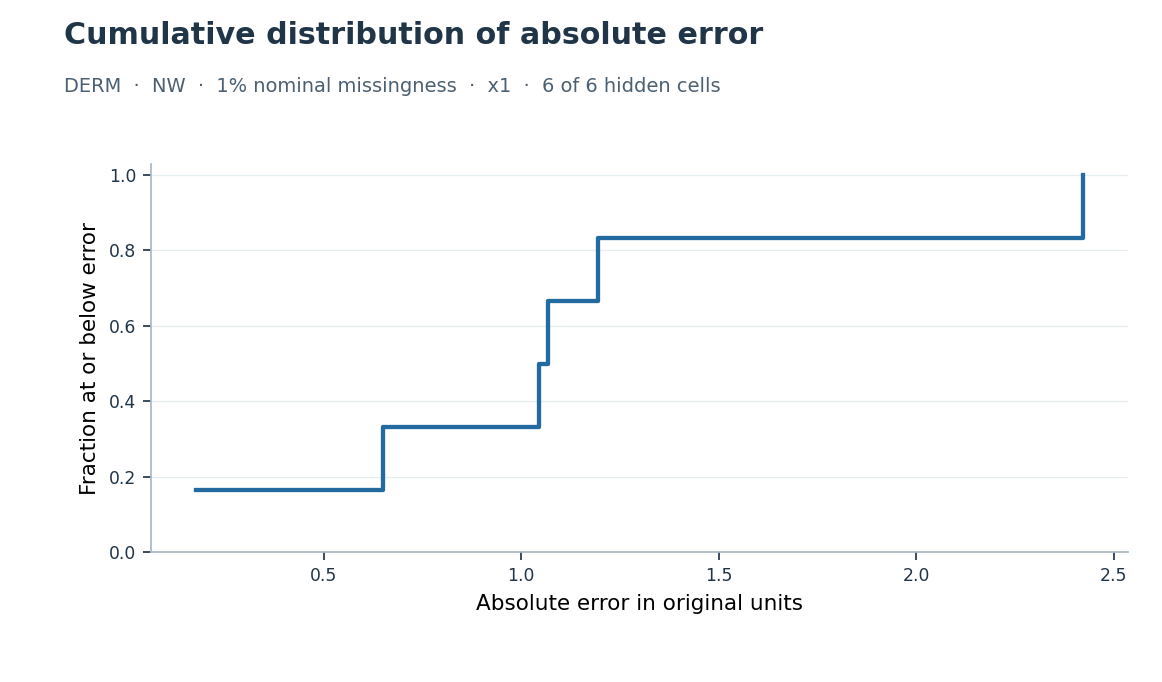 Cumulative distribution of absolute error
DERM · NW · 1% nominal missingness · x1 · 6 of 6 hidden cells
Fraction at or below error
1.0
0.8
0.6
0.4
0.2
0.0
0.5 1.0 1.5 2.0 2.5
Absolute error in original units